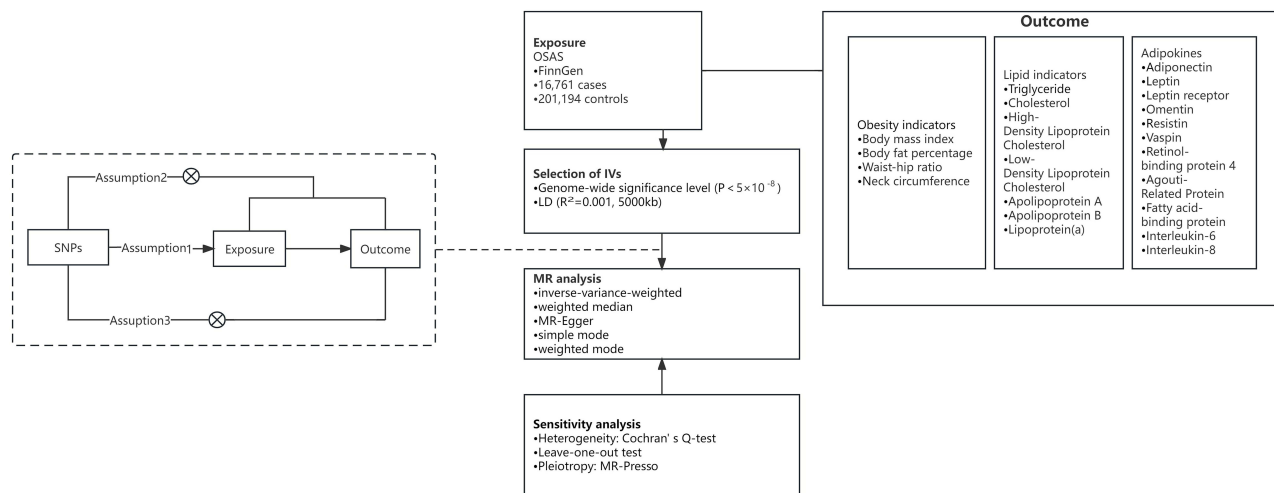 Assumption2
SNPs
Assumption1
Exposure
Outcome
Assuption3
Exposure
OSAS
•FinnGen
•16,761 cases
•201,194 controls
Selection of IVs
•Genome-wide significance level (P < 5×10⁻⁸)
•LD (R²=0.001, 5000kb)
MR analysis
•inverse-variance-weighted
•weighted median
•MR-Egger
•simple mode
•weighted mode
Sensitivity analysis
•Heterogeneity: Cochran' s Q-test
•Leave-one-out test
•Pleiotropy: MR-Presso
Outcome
Obesity indicators
•Body mass index
•Body fat percentage
•Waist-hip ratio
•Neck circumference
Lipid indicators
•Triglyceride
•Cholesterol
•High-
Density Lipoprotein
Cholesterol
•Low-
Density Lipoprotein
Cholesterol
•Apolipoprotein A
•Apolipoprotein B
•Lipoprotein(a)
Adipokines
•Adiponectin
•Leptin
•Leptin receptor
•Omentin
•Resistin
•Vaspin
•Retinol-
binding protein 4
•Agouti-
Related Protein
•Fatty acid-
binding protein
•Interleukin-6
•Interleukin-8